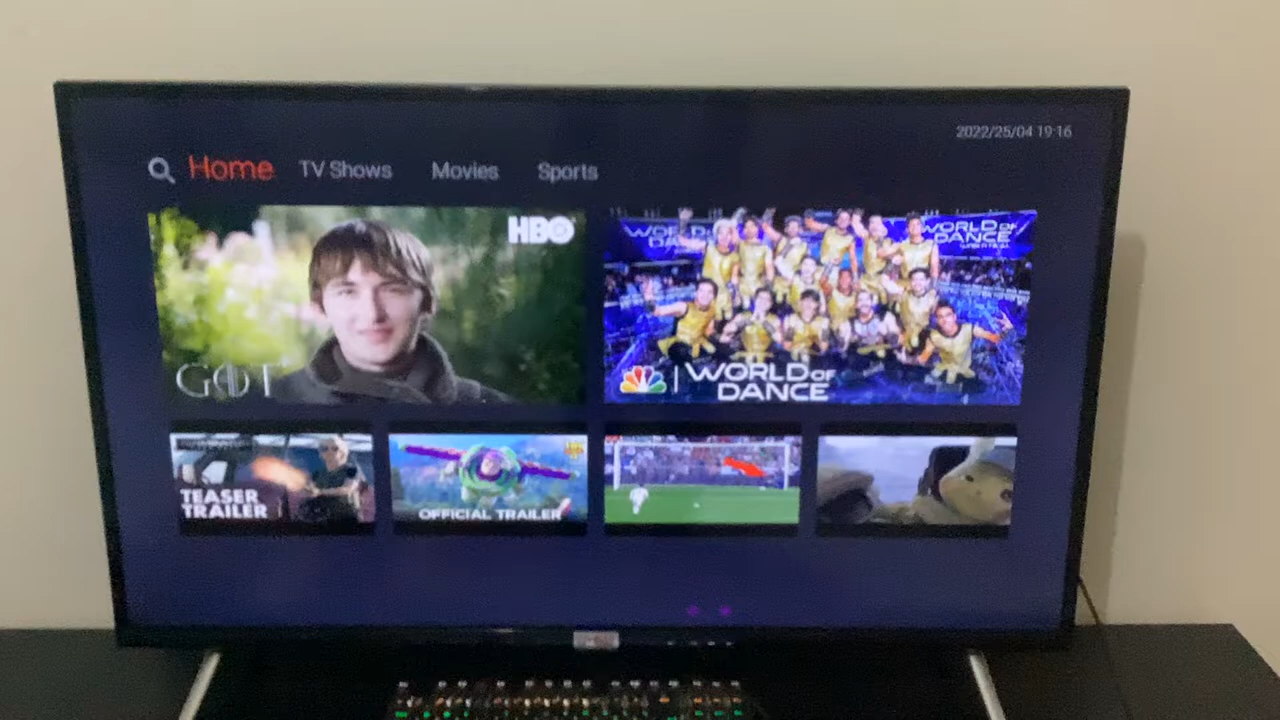 2022/25/04 19:16
Home TV Shows Movies Sports
HBO
GOT
WORLD OF
DANCE
WORLD OF
DANCE
WORLD OF
DANCE
TEASER
TRAILER
OFFICIAL TRAILER